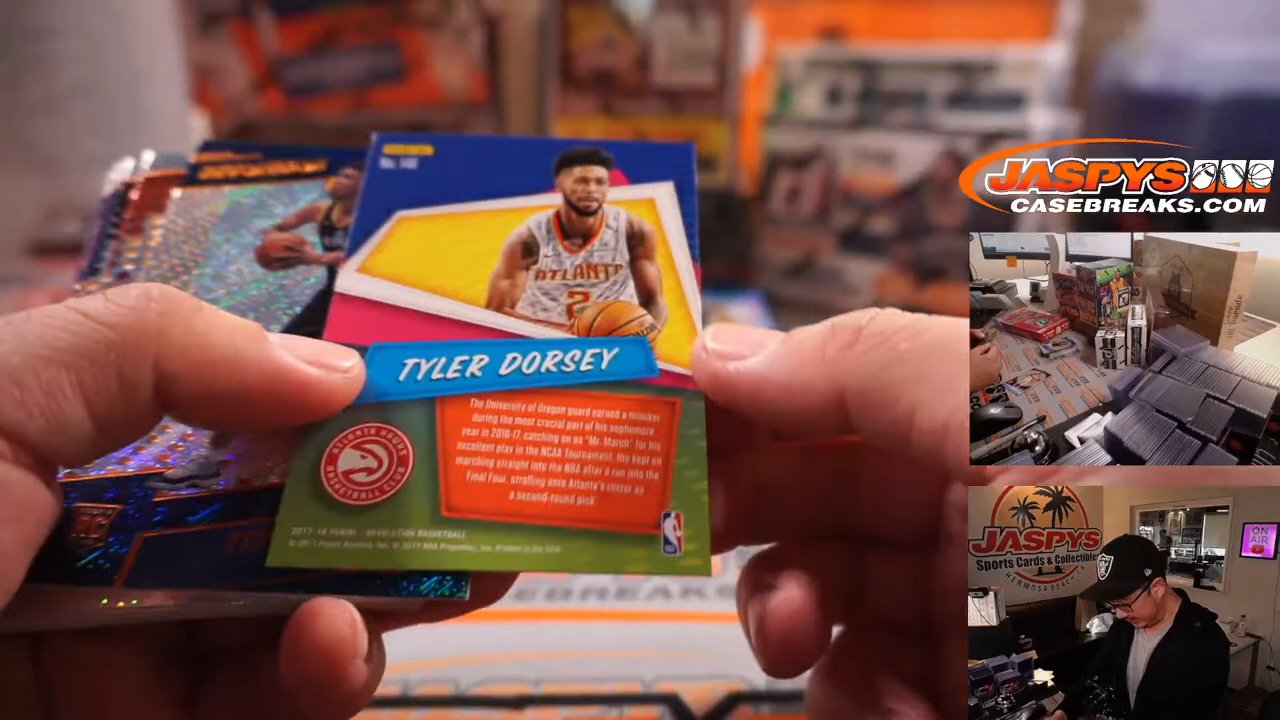 JASPYS
CASEBREAKS.COM
ATLANTA
2
TYLER DORSEY
The University of Oregon guard earned a moniker
during the most crucial part of his sophomore
year in 2016-17, catching on as "Mr. March" for his
excellent play in the NCAA Tournament. He kept on
marching straight into the NBA after a run into the
Final Four, strolling onto Atlanta's roster as
a second-round pick.
ATLANTA HAWKS
BASKETBALL CLUB
2017-18 PANINI - REVOLUTION BASKETBALL
NBA
JASPYS
Sports Cards & Collectibles
HERMOSA BEACH
ON
AIR